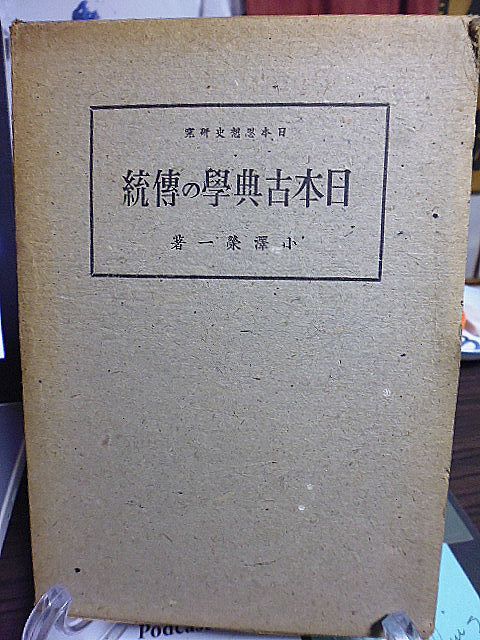 日本思想史研究
日本古典學の傳統
小澤榮一著
Podcas